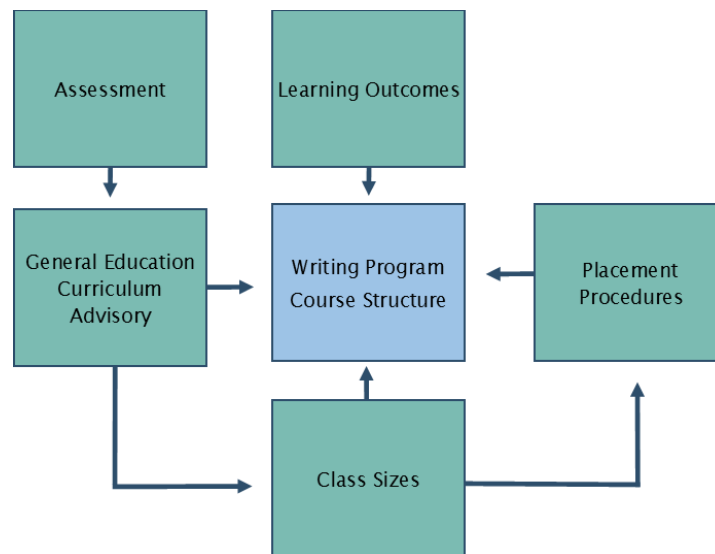 Assessment
Learning Outcomes
General Education
Curriculum
Advisory
Writing Program
Course Structure
Placement
Procedures
Class Sizes